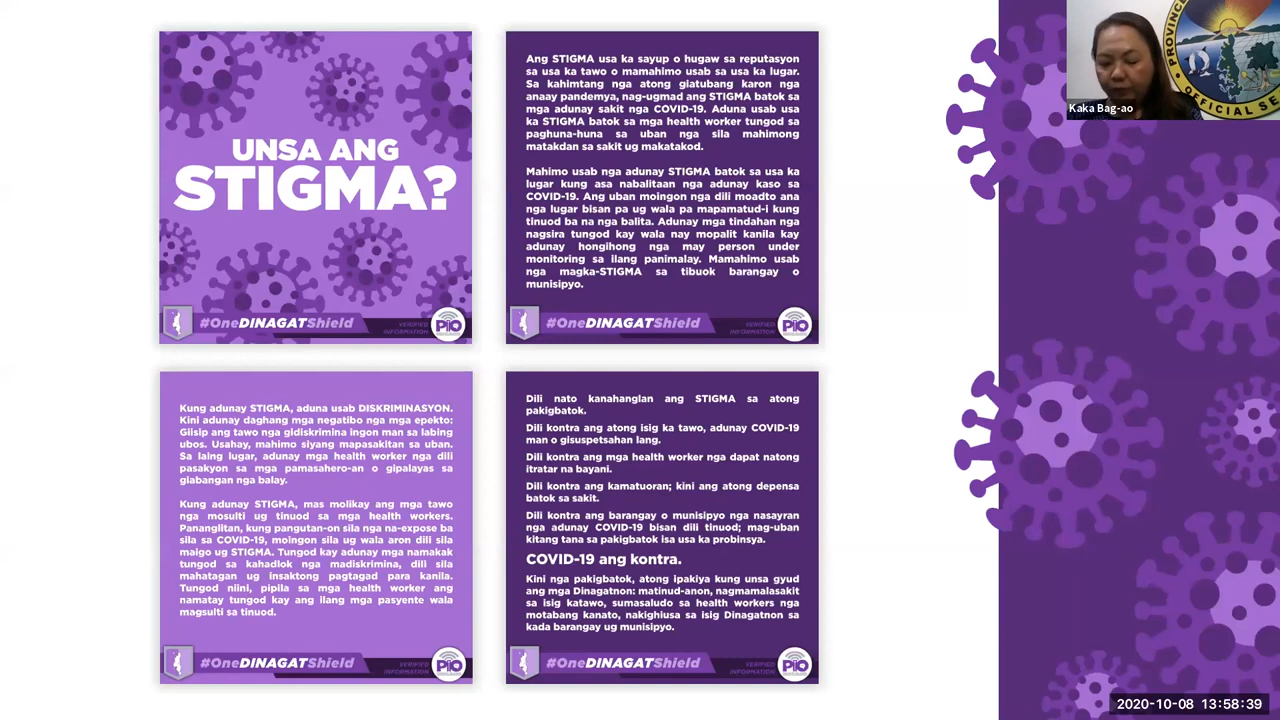 UNSA ANG
STIGMA?
#OneDINAGATShield
VERIFIED
INFORMATION
PIO
Ang STIGMA usa ka sayup o hugaw sa reputasyon
sa usa ka tawo o mamahimo usab sa usa ka lugar.
Sa kahimtang nga atong giatubang karon nga
anaay pandemya, nag-ugmad ang STIGMA batok sa
mga adunay sakit nga COVID-19. Aduna usab usa
ka STIGMA batok sa mga health worker tungod sa
paghuna-huna sa uban nga sila mahimong
matakdan sa sakit ug makatakod.
Mahimo usab nga adunay STIGMA batok sa usa ka
lugar kung asa nabalitaan nga adunay kaso sa
COVID-19. Ang uban moingon nga dili moadto ana
nga lugar bisan pa ug wala pa mapamatud-i kung
tinuod ba na nga balita. Adunay mga tindahan nga
nagsira tungod kay wala nay mopalit kanila kay
adunay hongihong nga may person under
monitoring sa ilang panimalay. Mamahimo usab
nga magka-STIGMA sa tibuok barangay o
munisipyo.
#OneDINAGATShield
VERIFIED
INFORMATION
PIO
Kung adunay STIGMA, aduna usab DISKRIMINASYON.
Kini adunay daghang mga negatibo nga mga epekto:
Giisip ang tawo nga gidiskrimina ingon man sa labing
ubos. Usahay, mahimo siyang mapasakitan sa uban.
Sa laing lugar, adunay mga health worker nga dili
pasakyon sa mga pamasahero-an o gipalayas sa
giabangan nga balay.
Kung adunay STIGMA, mas molikay ang mga tawo
nga mosulti ug tinuod sa mga health workers.
Pananglitan, kung pangutan-on sila nga na-expose ba
sila sa COVID-19, moingon sila ug wala aron dili sila
maigo ug STIGMA. Tungod kay adunay mga namakak
tungod sa kahadlok nga madiskrimina, dili sila
mahatagan ug insaktong pagtagad para kanila.
Tungod niini, pipila sa mga health worker ang
namatay tungod kay ang ilang mga pasyente wala
magsulti sa tinuod.
#OneDINAGATShield
VERIFIED
INFORMATION
PIO
Dili nato kanahanglan ang STIGMA sa atong
pakigbatok.
Dili kontra ang atong isig ka tawo, adunay COVID-19
man o gisuspetsahan lang.
Dili kontra ang mga health worker nga dapat natong
itratar na bayani.
Dili kontra ang kamatuoran; kini ang atong depensa
batok sa sakit.
Dili kontra ang barangay o munisipyo nga nasayran
nga adunay COVID-19 bisan dili tinuod; mag-uban
kitang tana sa pakigbatok isa usa ka probinsya.
COVID-19 ang kontra.
Kini nga pakigbatok, atong ipakiya kung unsa gyud
ang mga Dinagatnon: matinud-anon, nagmamalasakit
sa isig katawo, sumasaludo sa health workers nga
motabang kanato, nakighiusa sa isig Dinagatnon sa
kada barangay ug munisipyo.
#OneDINAGATShield
VERIFIED
INFORMATION
PIO
Kaka Bag-ao
2020-10-08 13:58:39